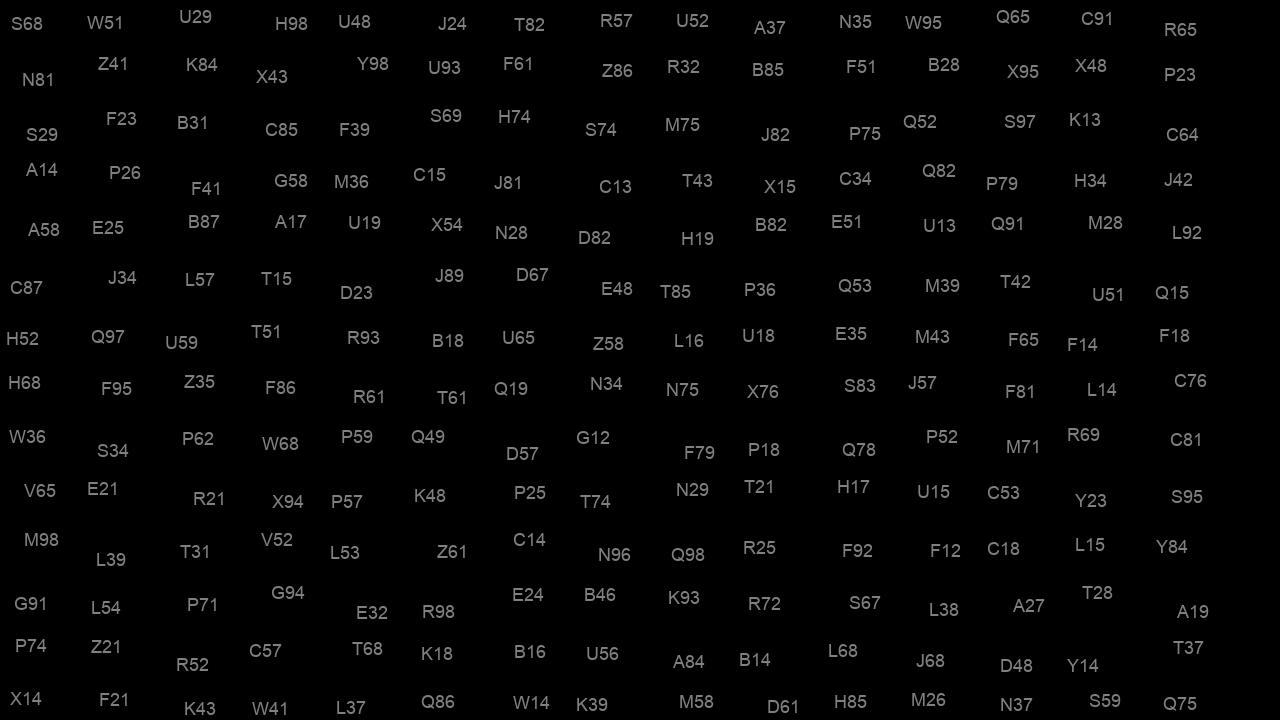 S68 W51 U29 H98 U48 J24 T82 R57 U52 A37 N35 W95 Q65 C91 R65
N81 Z41 K84 X43 Y98 U93 F61 Z86 R32 B85 F51 B28 X95 X48 P23
S29 F23 B31 C85 F39 S69 H74 S74 M75 J82 P75 Q52 S97 K13 C64
A14 P26 F41 G58 M36 C15 J81 C13 T43 X15 C34 Q82 P79 H34 J42
A58 E25 B87 A17 U19 X54 N28 D82 H19 B82 E51 U13 Q91 M28 L92
C87 J34 L57 T15 D23 J89 D67 E48 T85 P36 Q53 M39 T42 U51 Q15
H52 Q97 U59 T51 R93 B18 U65 Z58 L16 U18 E35 M43 F65 F14 F18
H68 F95 Z35 F86 R61 T61 Q19 N34 N75 X76 S83 J57 F81 L14 C76
W36 S34 P62 W68 P59 Q49 D57 G12 F79 P18 Q78 P52 M71 R69 C81
V65 E21 R21 X94 P57 K48 P25 T74 N29 T21 H17 U15 C53 Y23 S95
M98 L39 T31 V52 L53 Z61 C14 N96 Q98 R25 F92 F12 C18 L15 Y84
G91 L54 P71 G94 E32 R98 E24 B46 K93 R72 S67 L38 A27 T28 A19
P74 Z21 R52 C57 T68 K18 B16 U56 A84 B14 L68 J68 D48 Y14 T37
X14 F21 K43 W41 L37 Q86 W14 K39 M58 D61 H85 M26 N37 S59 Q75